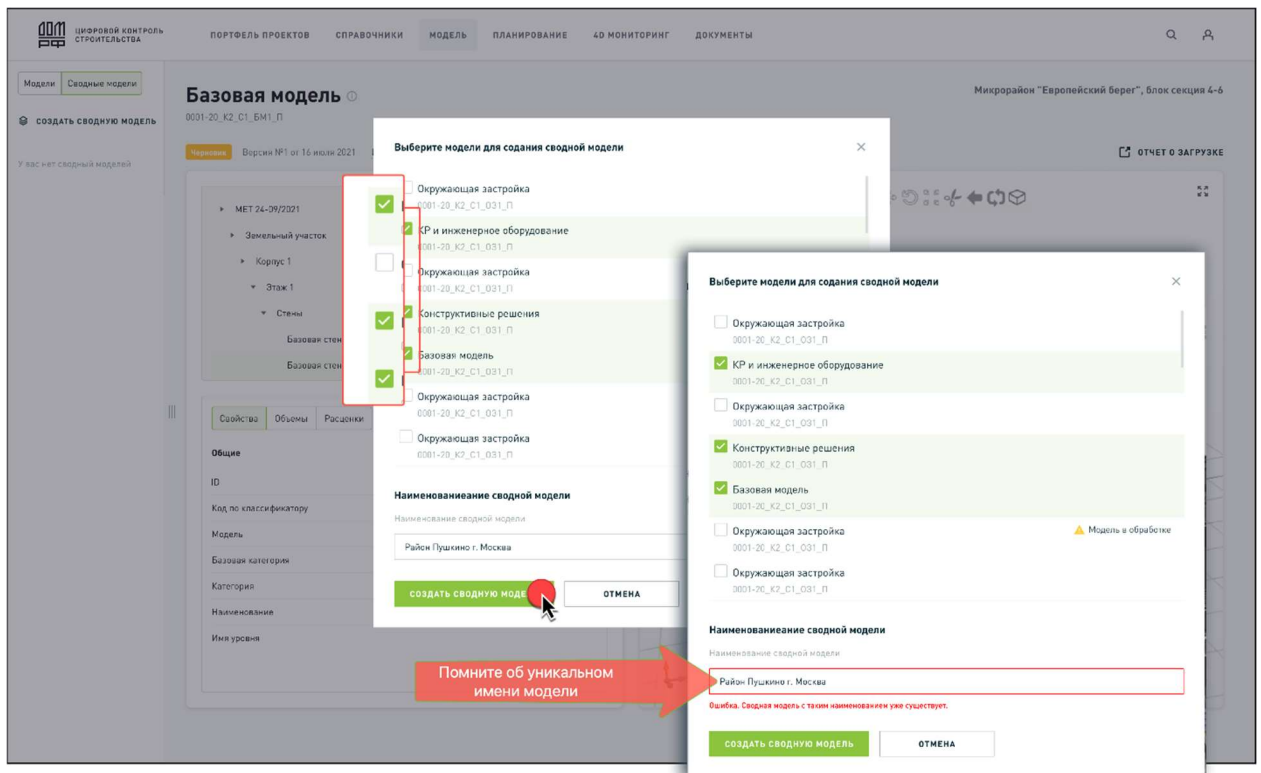 ЦИФРОВОЙ КОНТРОЛЬ
СТРОИТЕЛЬСТВА
ПОРТФЕЛЬ ПРОЕКТОВ
СПРАВОЧНИКИ
МОДЕЛЬ
ПЛАНИРОВАНИЕ
4D МОНИТОРИНГ
ДОКУМЕНТЫ
Модели
Сводные модели
СОЗДАТЬ СВОДНУЮ МОДЕЛЬ
У вас нет сводный моделей
Базовая модель
0001-20_К2_С1_БМ1_П
Микрорайон "Европейский берег", блок секция 4-6
Черновик
Версия №1 от 16 июля 2021
ОТЧЕТ О ЗАГРУЗКЕ
МЕТ 24-09/2021
Земельный участок
Корпус 1
Этаж 1
Стены
Базовая стен
Базовая стен
Свойства
Объемы
Расценки
Общие
ID
Код по классификатору
Модель
Базовая категория
Категория
Наименование
Имя уровня
Выберите модели для содания сводной модели
Окружающая застройка
0001-20_К2_С1_О31_П
КР и инженерное оборудование
0001-20_К2_С1_О31_П
Окружающая застройка
0001-20_К2_С1_О31_П
Конструктивные решения
0001-20_К2_С1_О31_П
Базовая модель
0001-20_К2_С1_О31_П
Окружающая застройка
0001-20_К2_С1_О31_П
Окружающая застройка
0001-20_К2_С1_О31_П
Наименованиеание сводной модели
Наименование сводной модели
Район Пушкино г. Москва
СОЗДАТЬ СВОДНУЮ МОДЕ
ОТМЕНА
Помните об уникальном
имени модели
Выберите модели для содания сводной модели
Окружающая застройка
0001-20_К2_С1_О31_П
КР и инженерное оборудование
0001-20_К2_С1_О31_П
Окружающая застройка
0001-20_К2_С1_О31_П
Конструктивные решения
0001-20_К2_С1_О31_П
Базовая модель
0001-20_К2_С1_О31_П
Окружающая застройка
Модель в обработке
0001-20_К2_С1_О31_П
Окружающая застройка
0001-20_К2_С1_О31_П
Наименованиеание сводной модели
Наименование сводной модели
Район Пушкино г. Москва
Ошибка. Сводная модель с таким наименованием уже существует.
СОЗДАТЬ СВОДНУЮ МОДЕЛЬ
ОТМЕНА